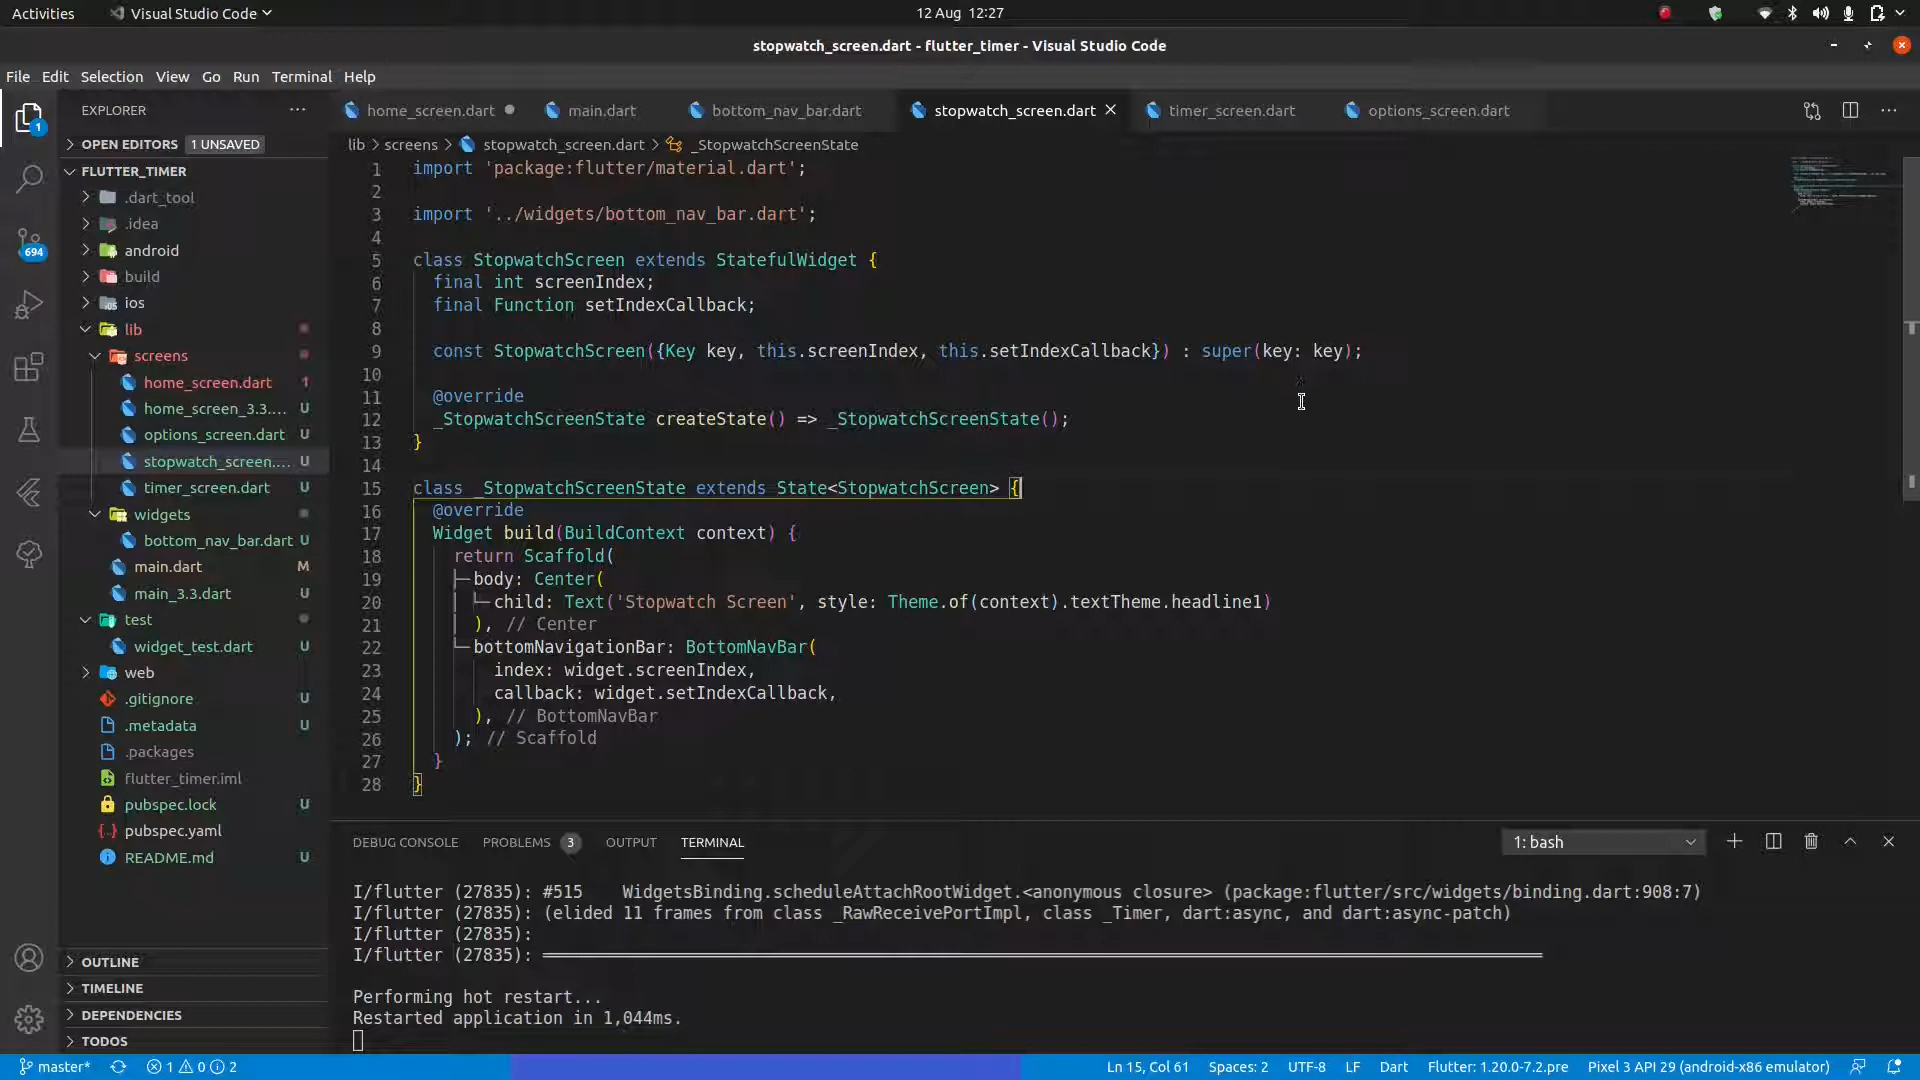 Activities
Visual Studio Code
12 Aug 12:27
stopwatch_screen.dart - flutter_timer - Visual Studio Code
File Edit Selection View Go Run Terminal Help
1
694
EXPLORER
OPEN EDITORS 1 UNSAVED
FLUTTER_TIMER
.dart_tool
.idea
android
build
ios
lib
screens
home_screen.dart 1
home_screen_3.3.... U
options_screen.dart U
stopwatch_screen.... U
timer_screen.dart U
widgets
bottom_nav_bar.dart U
main.dart M
main_3.3.dart U
test
widget_test.dart U
web
.gitignore U
.metadata U
.packages
flutter_timer.iml
pubspec.lock U
pubspec.yaml
README.md U
OUTLINE
TIMELINE
DEPENDENCIES
TODOS
home_screen.dart main.dart bottom_nav_bar.dart stopwatch_screen.dart timer_screen.dart options_screen.dart
lib > screens > stopwatch_screen.dart > _StopwatchScreenState
1 import 'package:flutter/material.dart';
2
3 import '../widgets/bottom_nav_bar.dart';
4
5 class StopwatchScreen extends StatefulWidget {
6 final int screenIndex;
7 final Function setIndexCallback;
8
9 const StopwatchScreen({Key key, this.screenIndex, this.setIndexCallback}) : super(key: key);
10
11 @override
12 _StopwatchScreenState createState() => _StopwatchScreenState();
13 }
14
15 class _StopwatchScreenState extends State<StopwatchScreen> {
16 @override
17 Widget build(BuildContext context) {
18 return Scaffold(
19 body: Center(
20 child: Text('Stopwatch Screen', style: Theme.of(context).textTheme.headline1)
21 ), // Center
22 bottomNavigationBar: BottomNavBar(
23 index: widget.screenIndex,
24 callback: widget.setIndexCallback,
25 ), // BottomNavBar
26 ); // Scaffold
27 }
28 }
DEBUG CONSOLE PROBLEMS 3 OUTPUT TERMINAL
1: bash
I/flutter (27835): #515 WidgetsBinding.scheduleAttachRootWidget.<anonymous closure> (package:flutter/src/widgets/binding.dart:908:7)
I/flutter (27835): (elided 11 frames from class _RawReceivePortImpl, class _Timer, dart:async, and dart:async-patch)
I/flutter (27835):
I/flutter (27835): ════════════════════════════════════════════════════════════════════════════════════════════════════
Performing hot restart...
Restarted application in 1,044ms.
master* 1 0 2
Ln 15, Col 61 Spaces: 2 UTF-8 LF Dart Flutter: 1.20.0-7.2.pre Pixel 3 API 29 (android-x86 emulator)